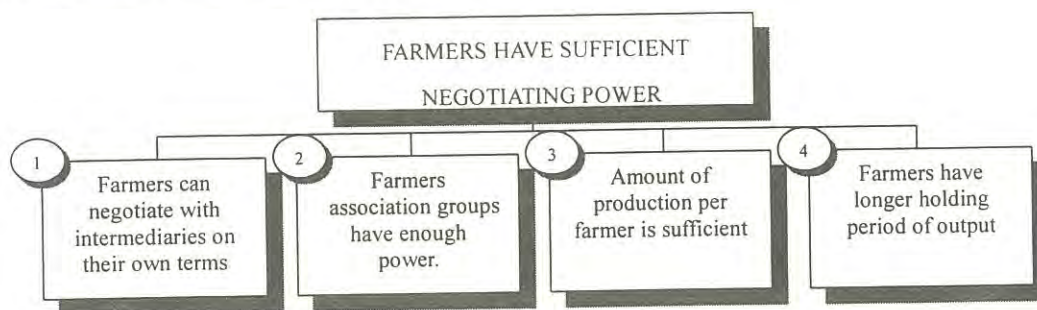 FARMERS HAVE SUFFICIENT
NEGOTIATING POWER
1
Farmers can
negotiate with
intermediaries on
their own terms
2
Farmers
association groups
have enough
power.
3
Amount of
production per
farmer is sufficient
4
Farmers have
longer holding
period of output